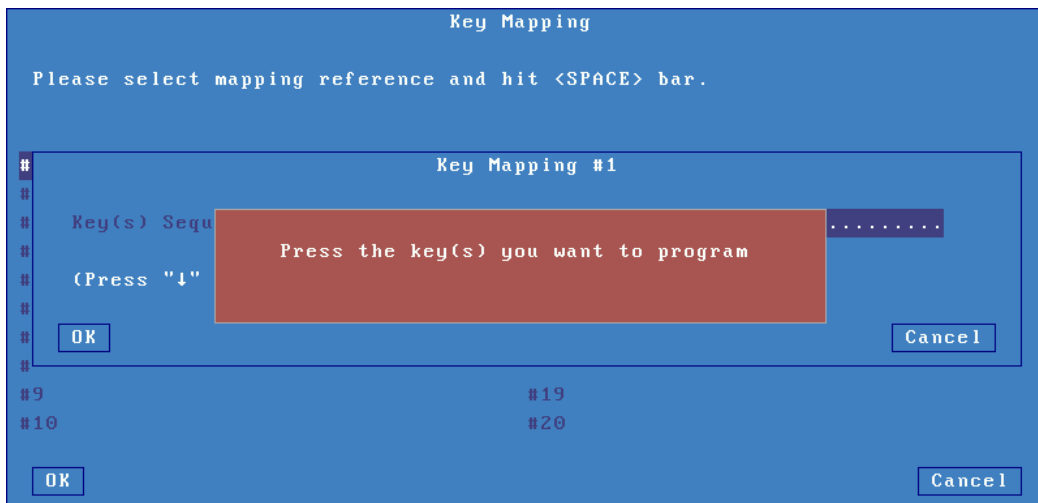 Key Mapping
Please select mapping reference and hit <SPACE> bar.
#
Key Mapping #1
#
# Key(s) Sequ .........
Press the key(s) you want to program
#
# (Press "↓"
#
# OK Cancel
#
#9 #19
#10 #20
OK Cancel